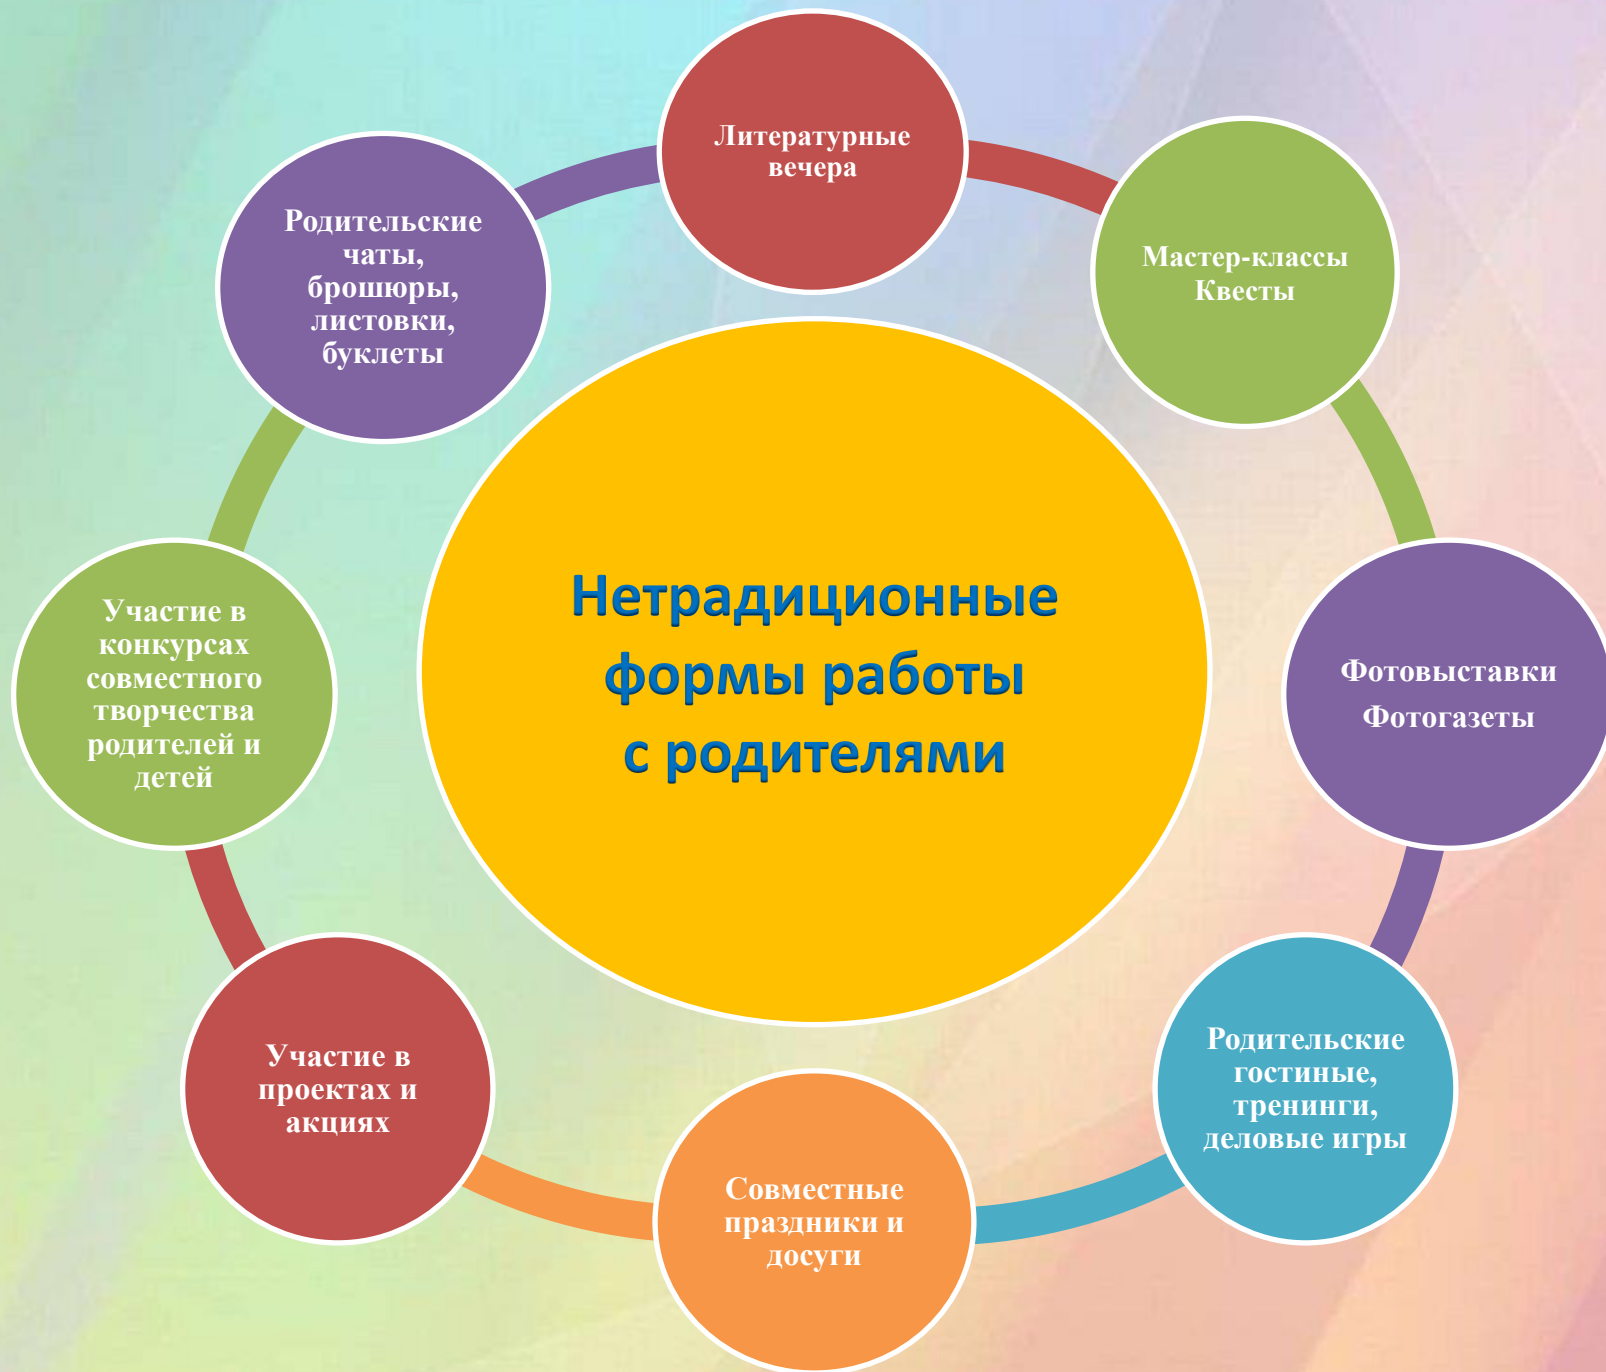 Литературные
вечера
Мастер-классы
Квесты
Фотовыставки
Фотогазеты
Родительские
гостиные,
тренинги,
деловые игры
Совместные
праздники и
досуги
Участие в
проектах и
акциях
Участие в
конкурсах
совместного
творчества
родителей и
детей
Родительские
чаты,
брошюры,
листовки,
буклеты
Нетрадиционные
формы работы
с родителями